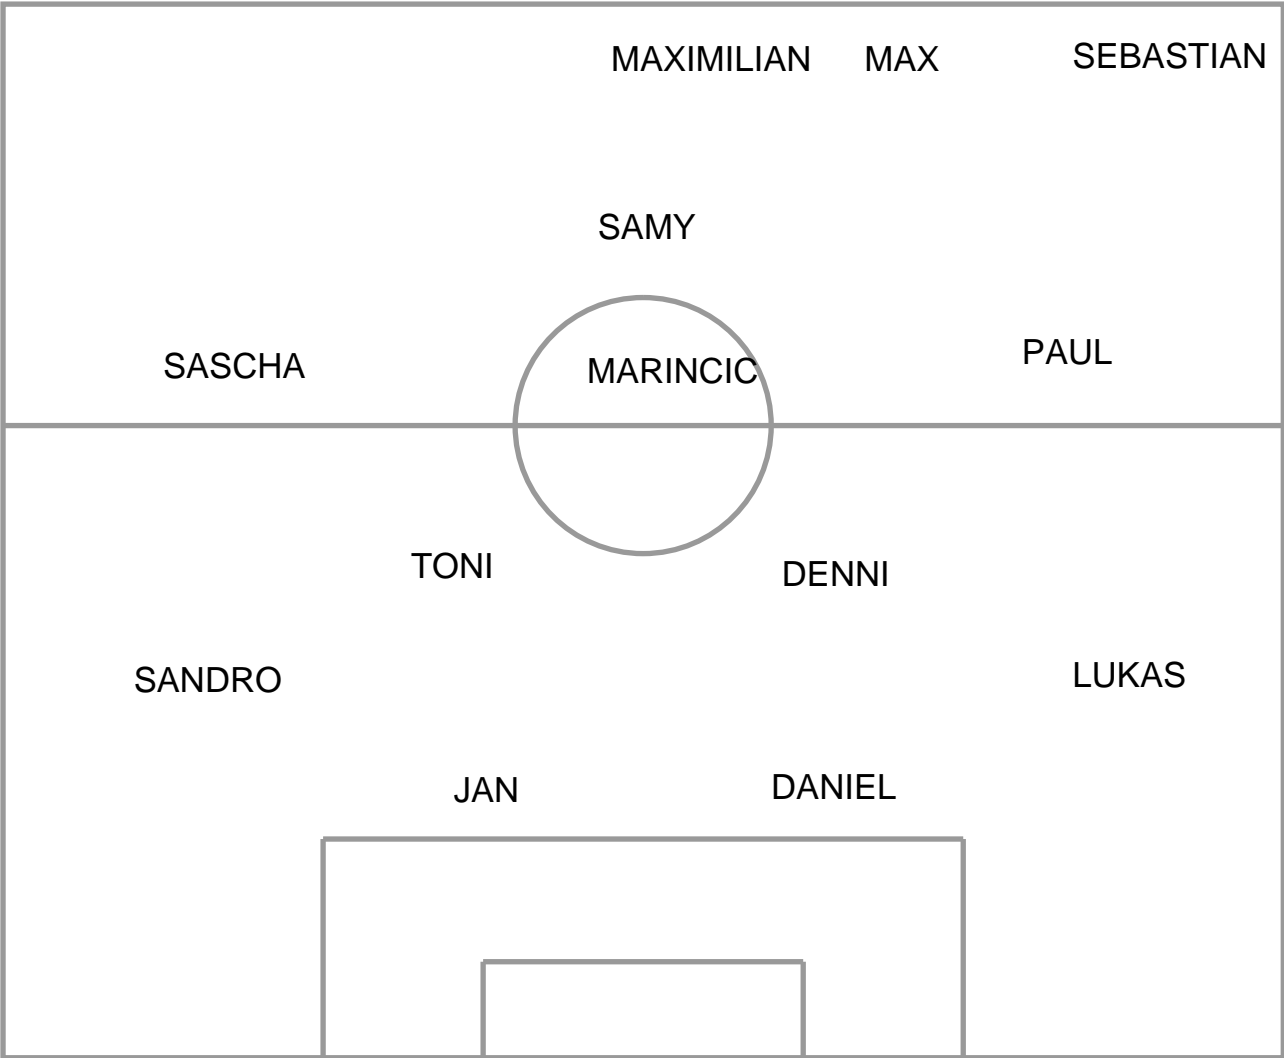 MAXIMILIAN MAX SEBASTIAN
SAMY
SASCHA MARINCIC PAUL
TONI DENNI
SANDRO LUKAS
JAN DANIEL